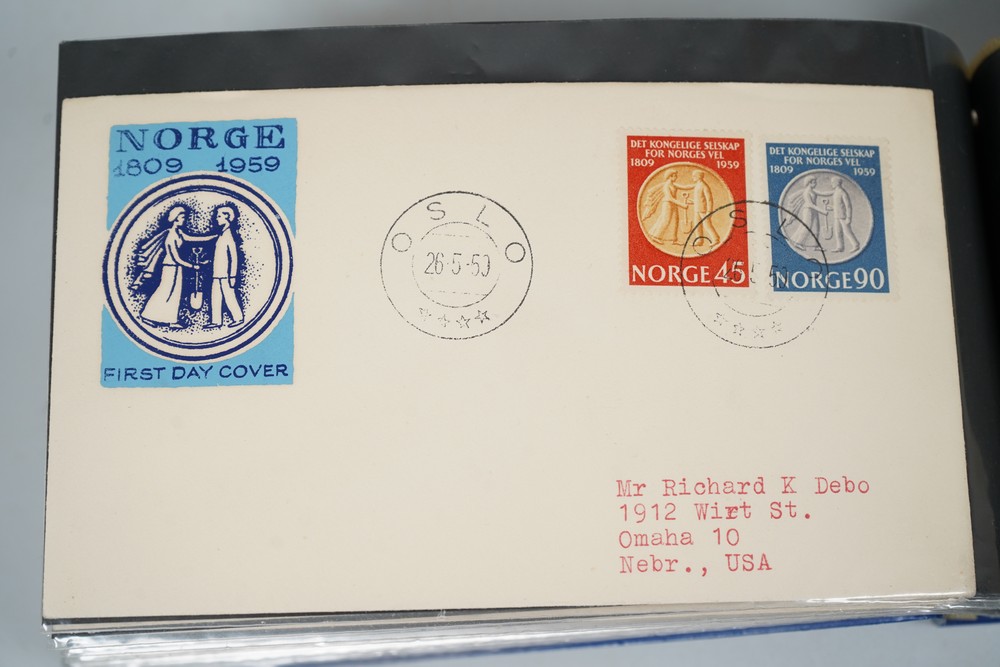 NORGE
1809 1959
FIRST DAY COVER
OSLO
26-5-59
DET KONGELIGE SELSKAP
FOR NORGES VEL
1809 1959
NORGE 45
DET KONGELIGE SELSKAP
FOR NORGES VEL
1809 1959
NORGE 90
OSLO
Mr Richard K Debo
1912 Wirt St.
Omaha 10
Nebr., USA